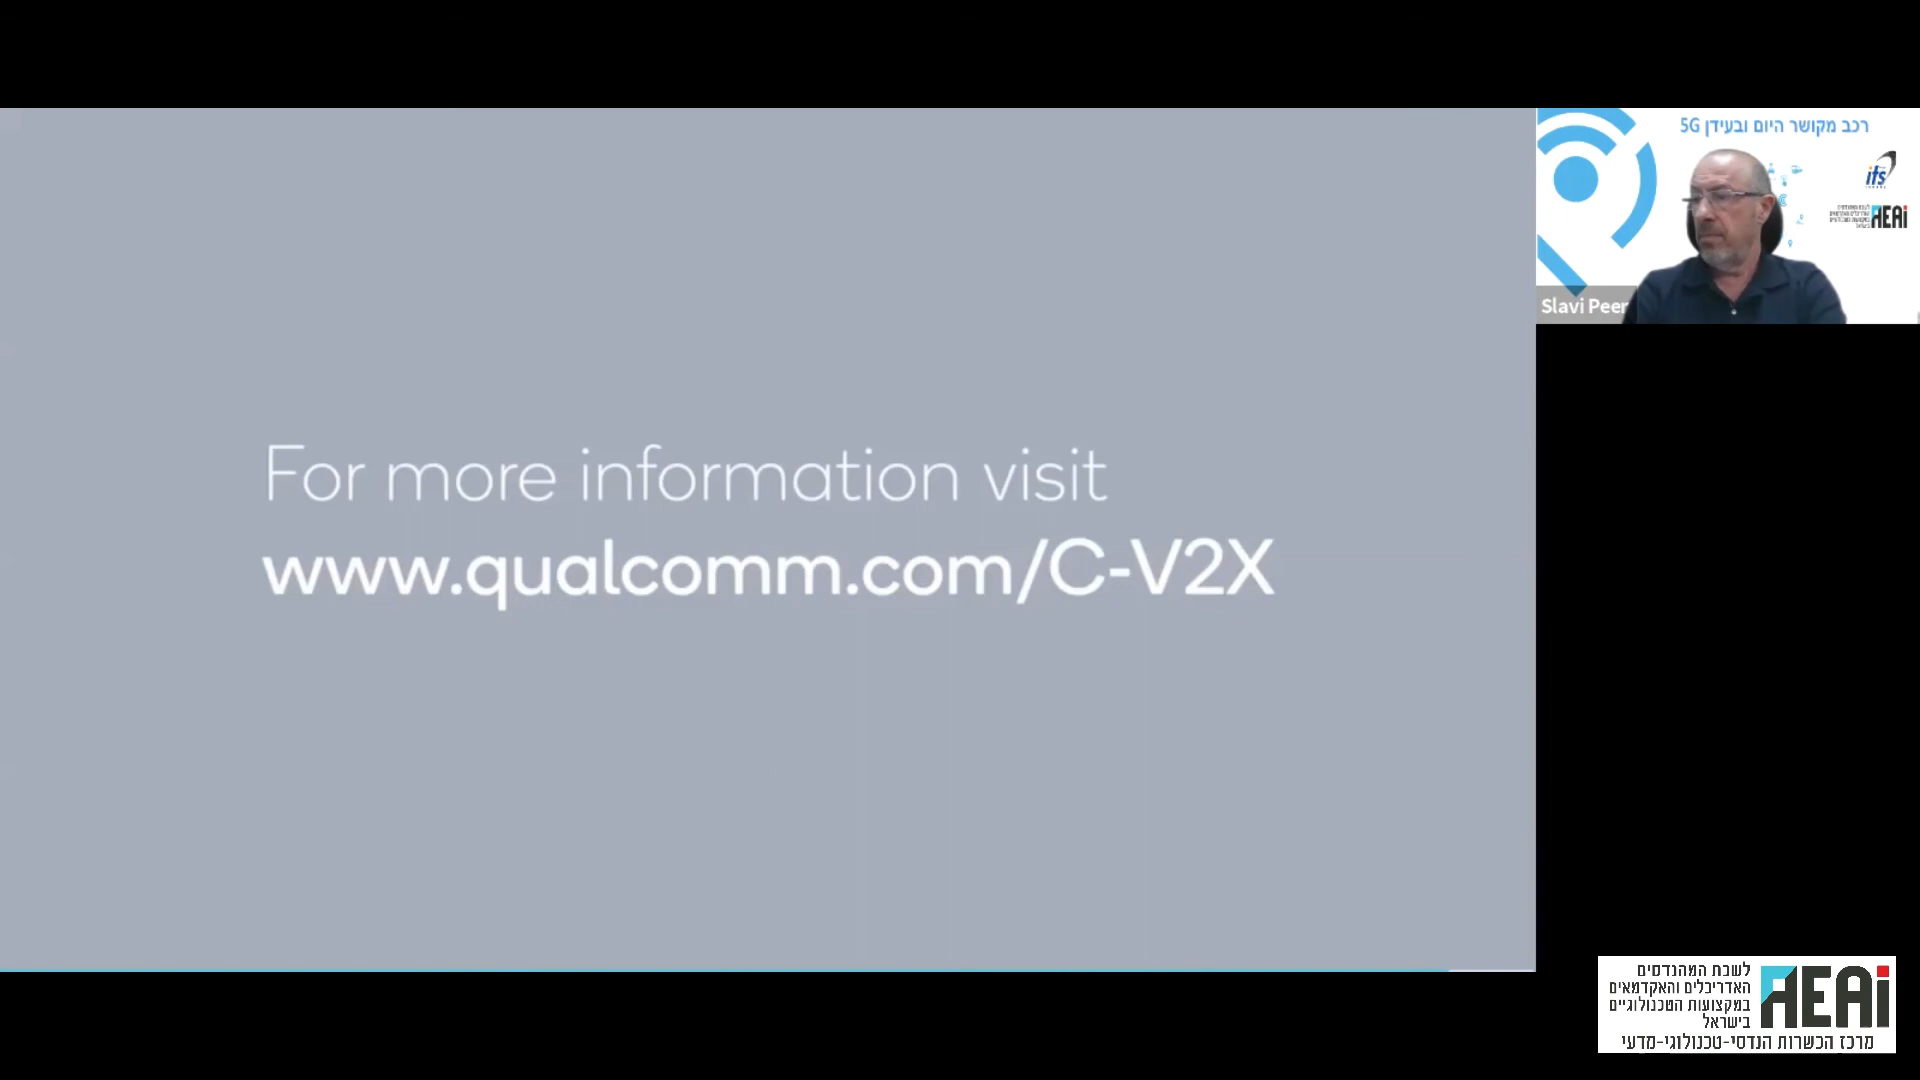 For more information visit
www.qualcomm.com/C-V2X
רכב מקושר היום ובעידן 5G
ifs
AEAi
Slavi Peer
לשכת המהנדסים
האדריכלים והאקדמאים
במקצועות הטכנולוגיים
בישראל
AEAi
מרכז הכשרות הנדסי-טכנולוגי-מדעי